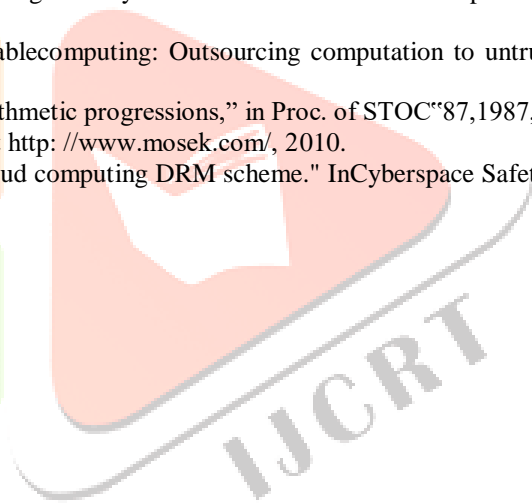 ablecomputing: Outsourcing computation to untru
thmetic progressions,” in Proc. of STOC‟87,1987,
http: //www.mosek.com/, 2010.
ud computing DRM scheme." InCyberspace Safet
IJCRT